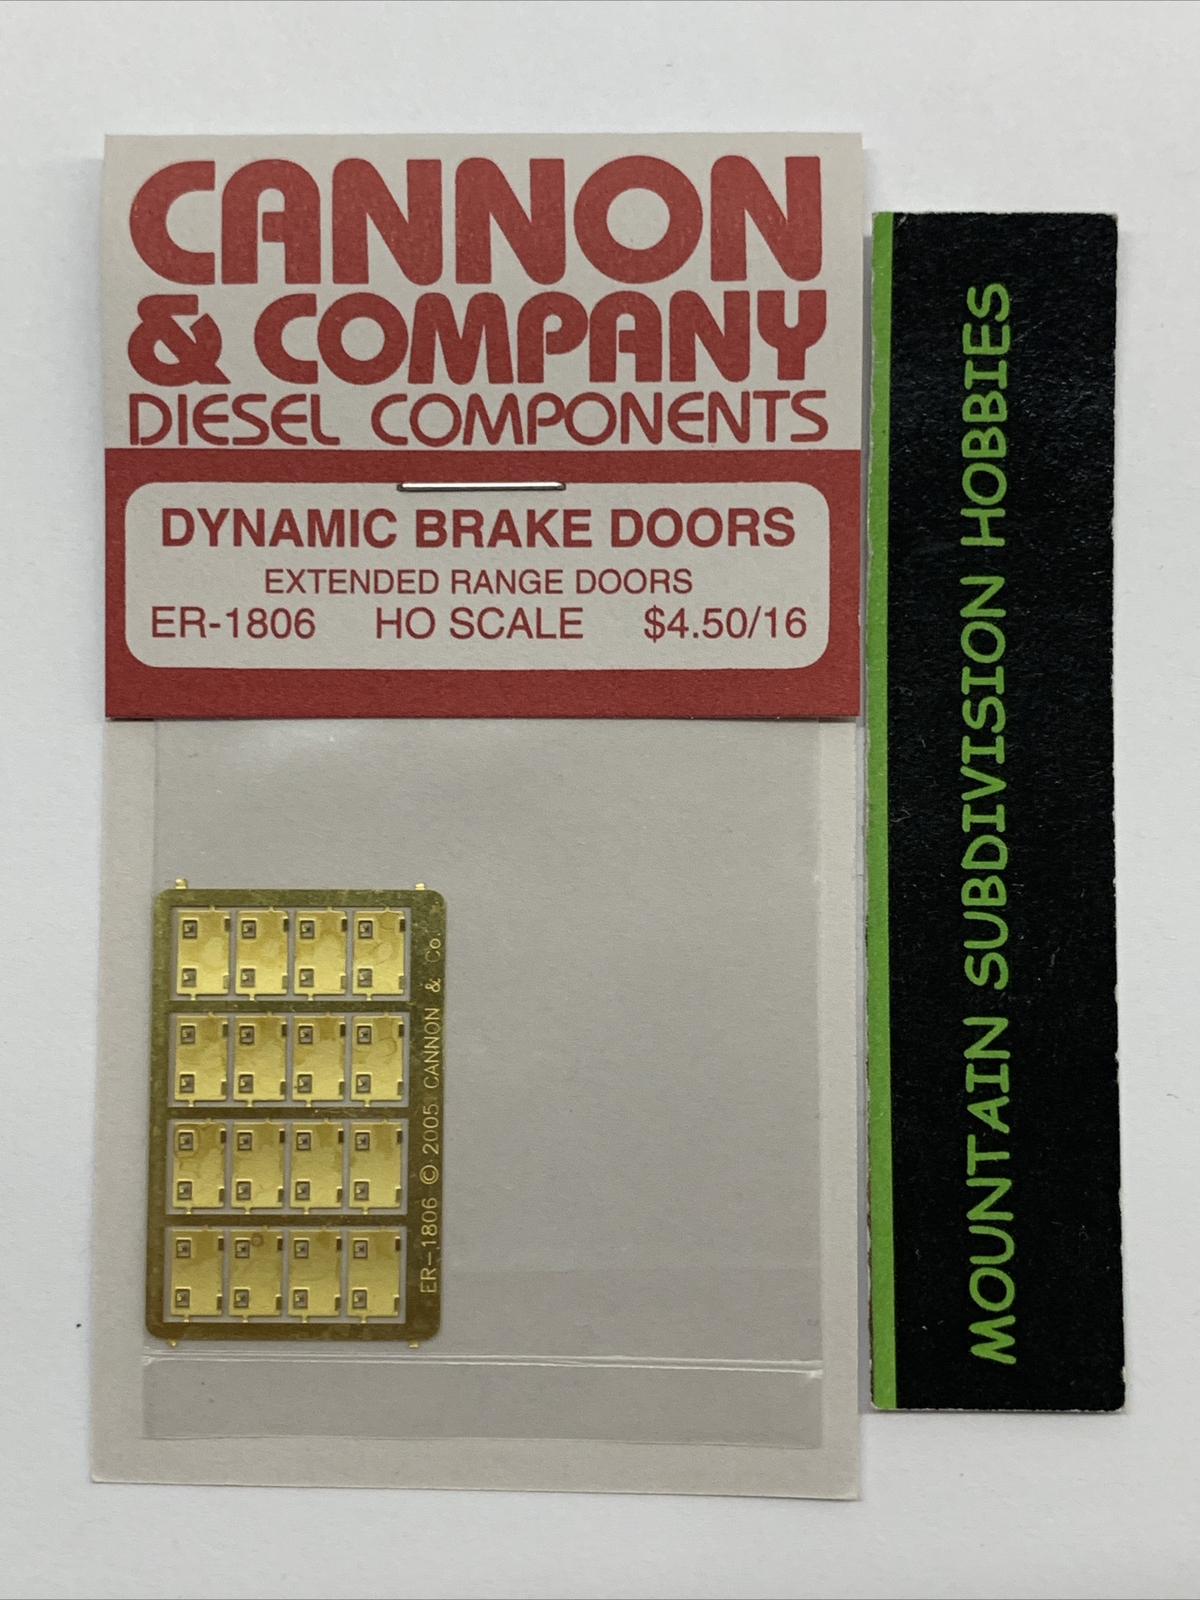 CANNON
& COMPANY
DIESEL COMPONENTS
DYNAMIC BRAKE DOORS
EXTENDED RANGE DOORS
ER-1806 HO SCALE $4.50/16
ER-1806 © 2005 CANNON & Co.
MOUNTAIN SUBDIVISION HOBBIES